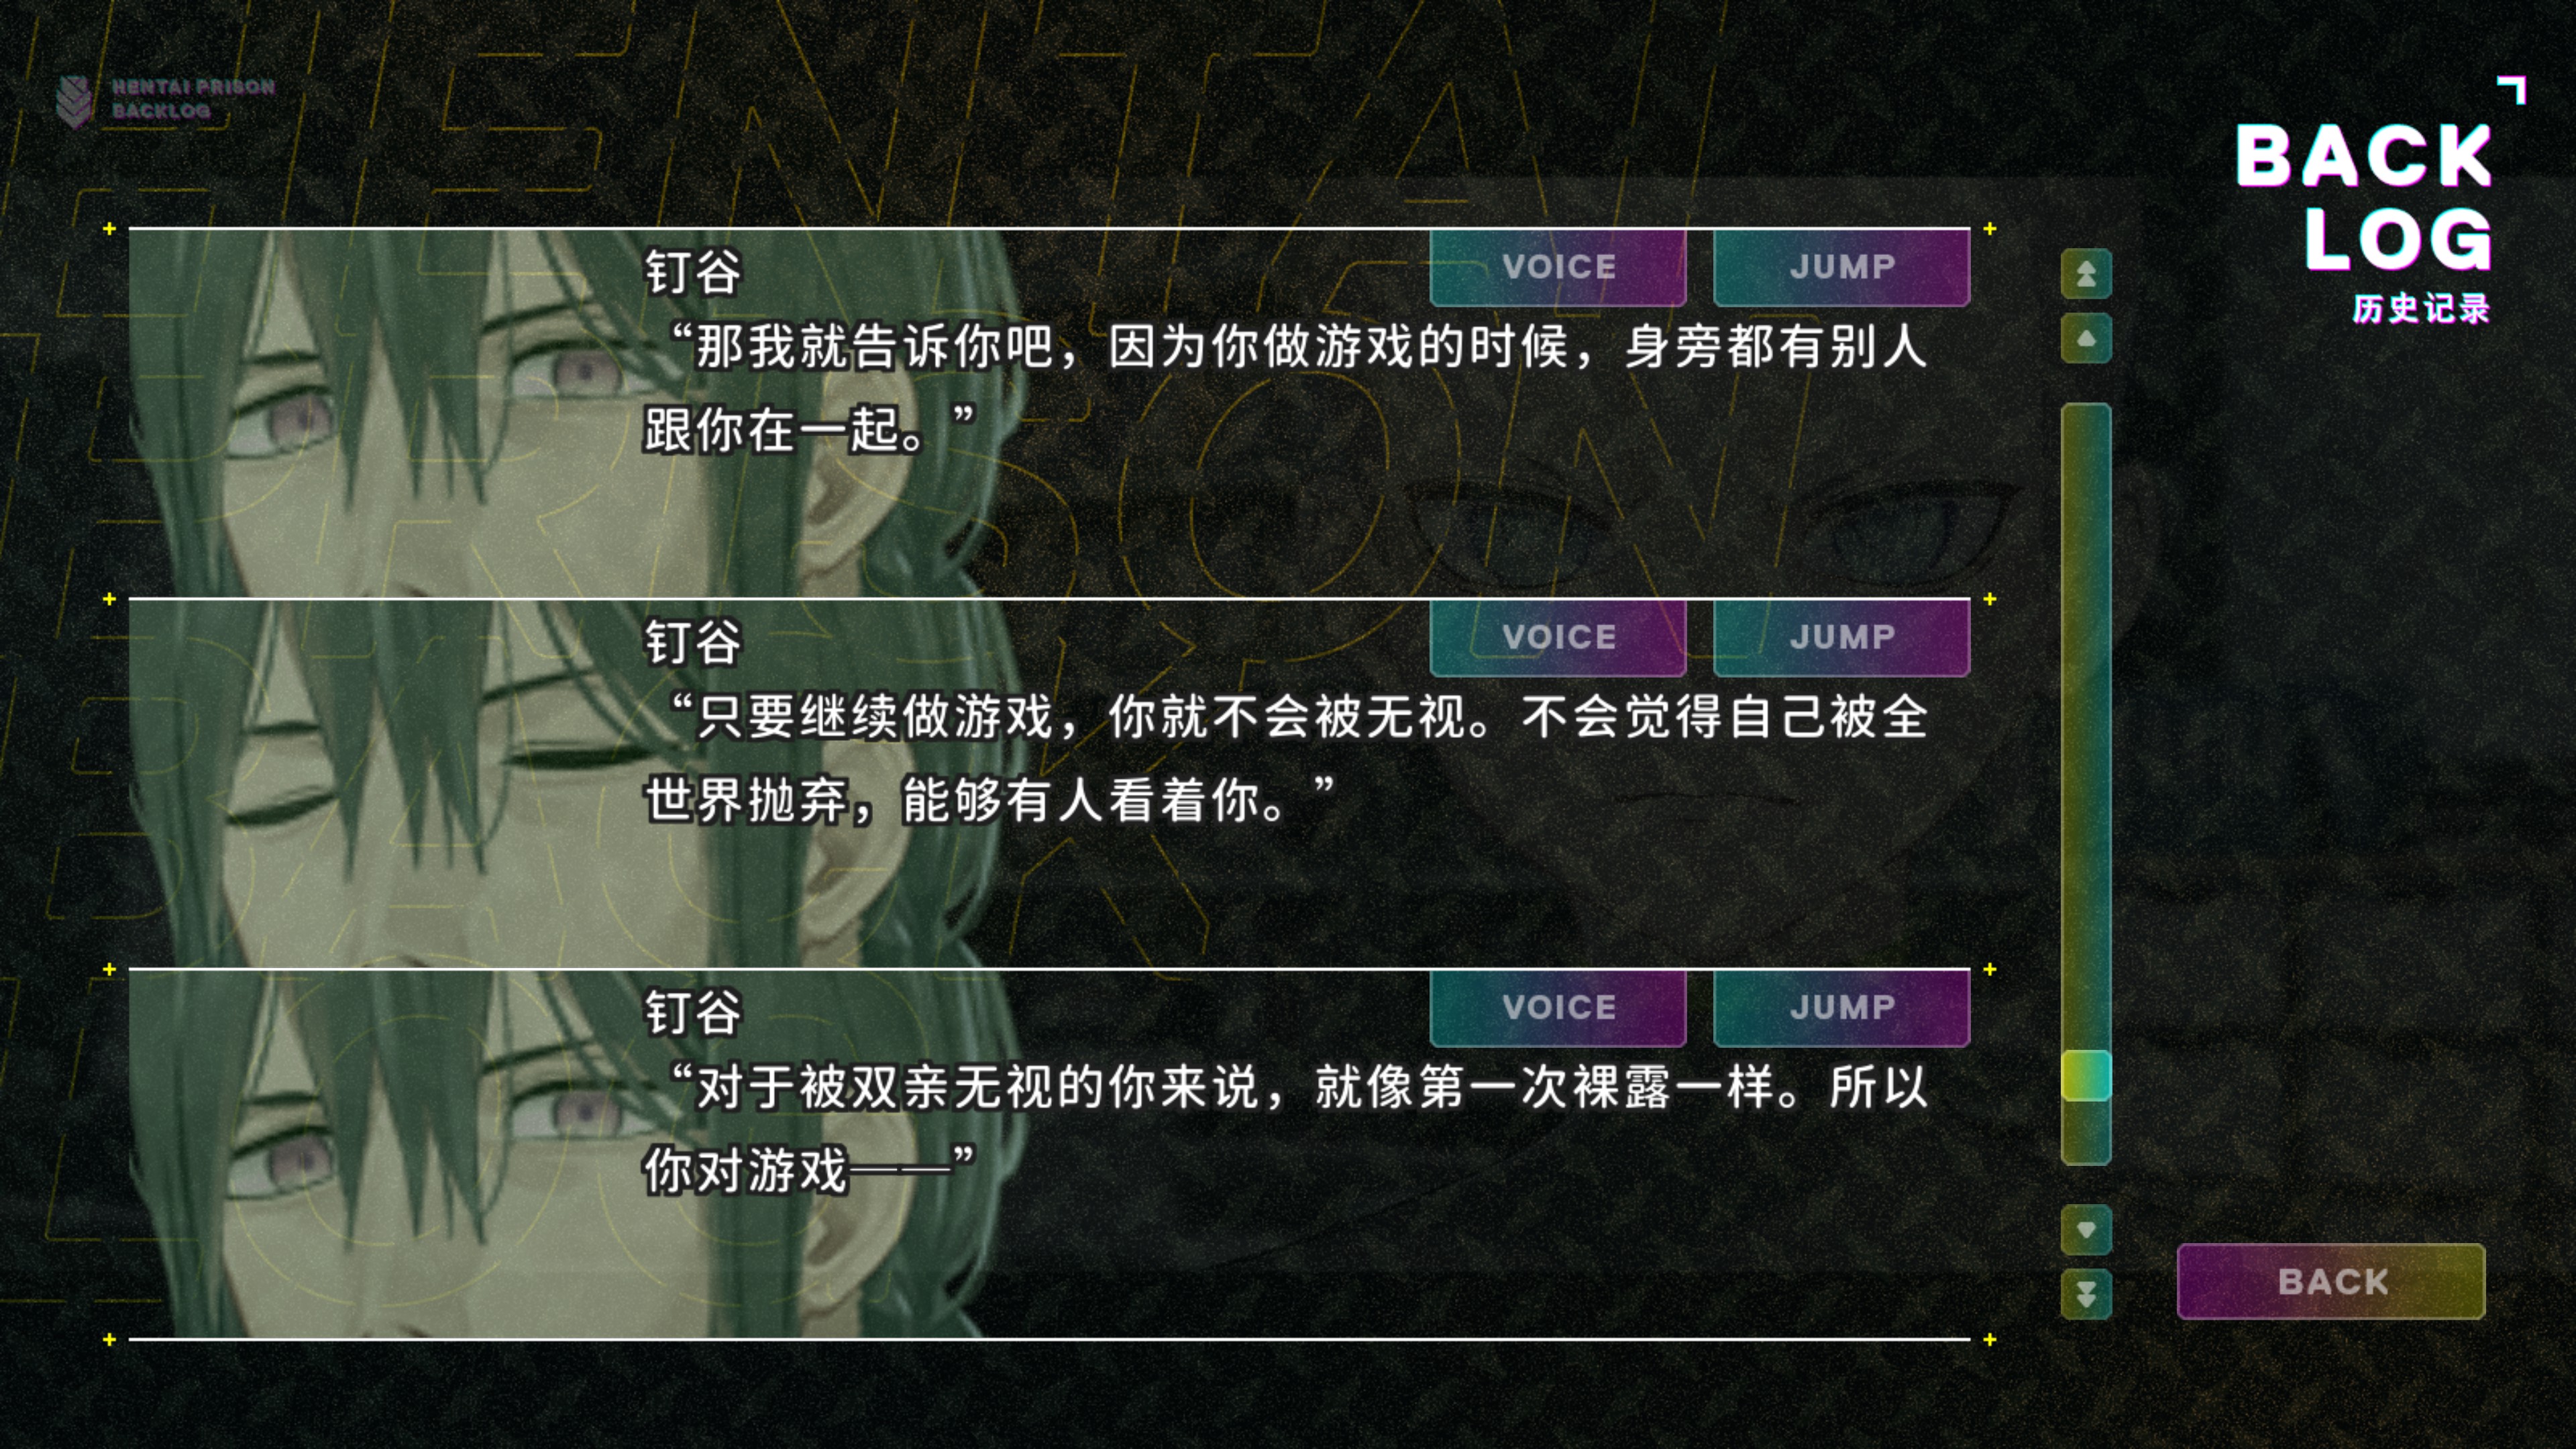 HENTAI PRISON
BACKLOG
BACK
LOG
历史记录
钉谷
VOICE
JUMP
“那我就告诉你吧，因为你做游戏的时候，身旁都有别人
跟你在一起。”
钉谷
VOICE
JUMP
“只要继续做游戏，你就不会被无视。不会觉得自己被全
世界抛弃，能够有人看着你。”
钉谷
VOICE
JUMP
“对于被双亲无视的你来说，就像第一次裸露一样。所以
你对游戏——”
BACK
HENTAI
PRISON
BACK